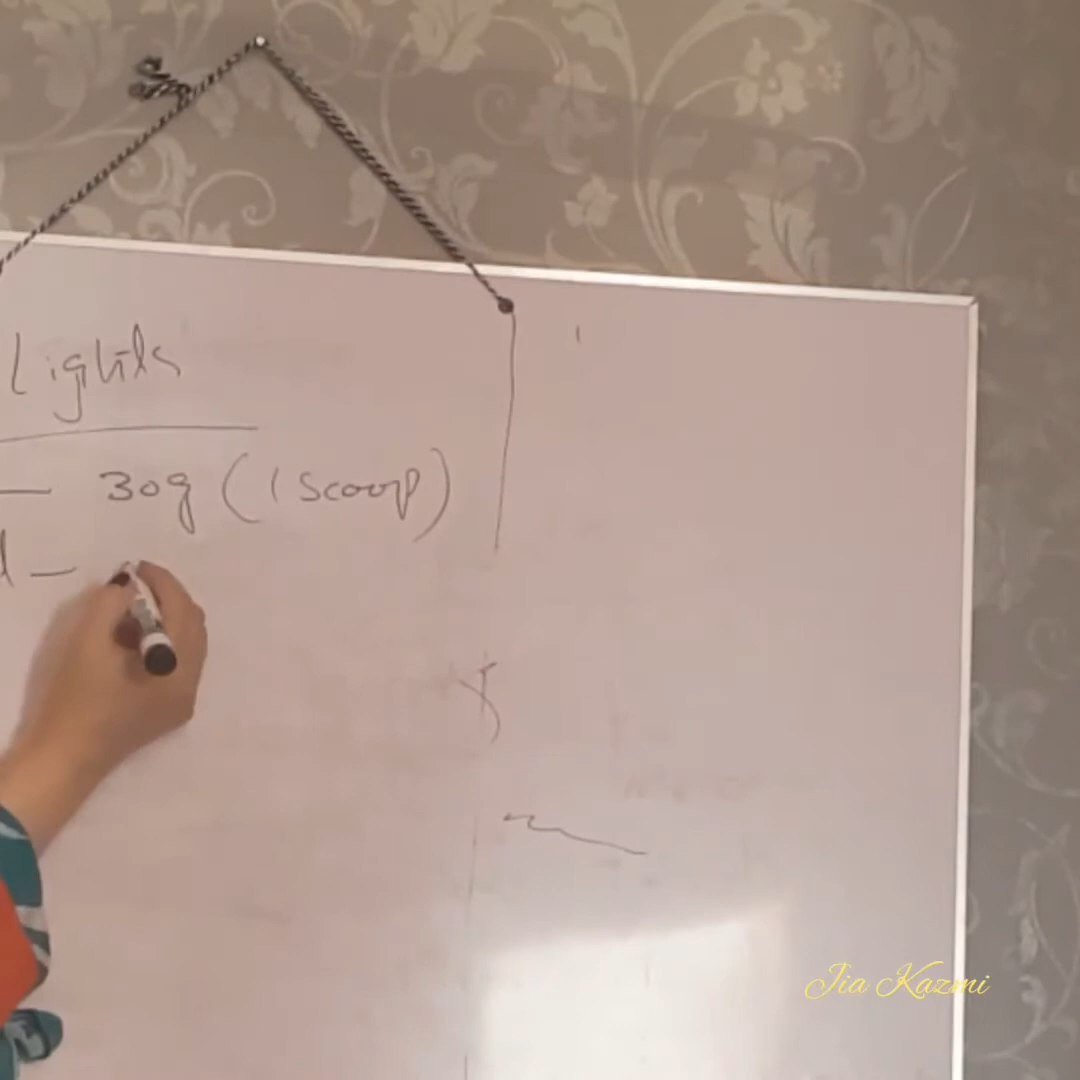 Lights
— 30g (1 Scoop)
d —
Jia Kazmi